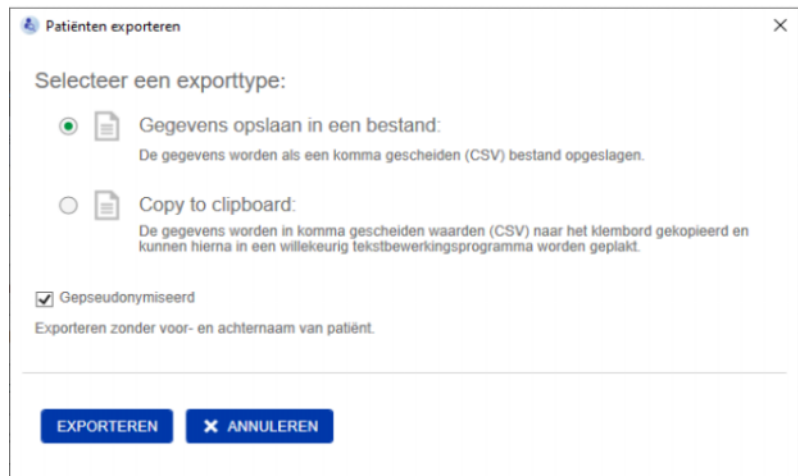 Patiënten exporteren
Selecteer een exporttype:
Gegevens opslaan in een bestand:
De gegevens worden als een komma gescheiden (CSV) bestand opgeslagen.
Copy to clipboard:
De gegevens worden in komma gescheiden waarden (CSV) naar het klembord gekopieerd en
kunnen hierna in een willekeurig tekstbewerkingsprogramma worden geplakt.
Gepseudonymiseerd
Exporteren zonder voor- en achternaam van patiënt.
EXPORTEREN
ANNULEREN